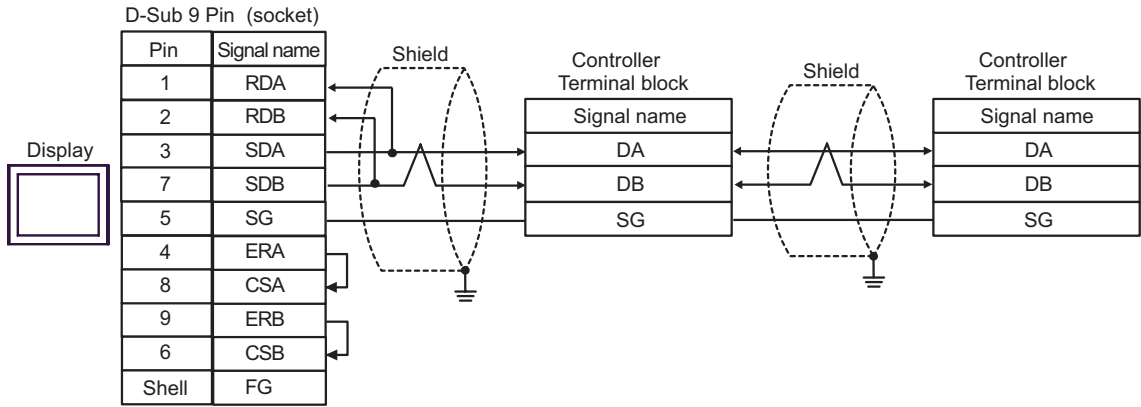 D-Sub 9 Pin (socket)
Pin Signal name
1 RDA
2 RDB
3 SDA
7 SDB
5 SG
4 ERA
8 CSA
9 ERB
6 CSB
Shell FG
Display
Shield
Controller
Terminal block
Signal name
DA
DB
SG
Shield
Controller
Terminal block
Signal name
DA
DB
SG